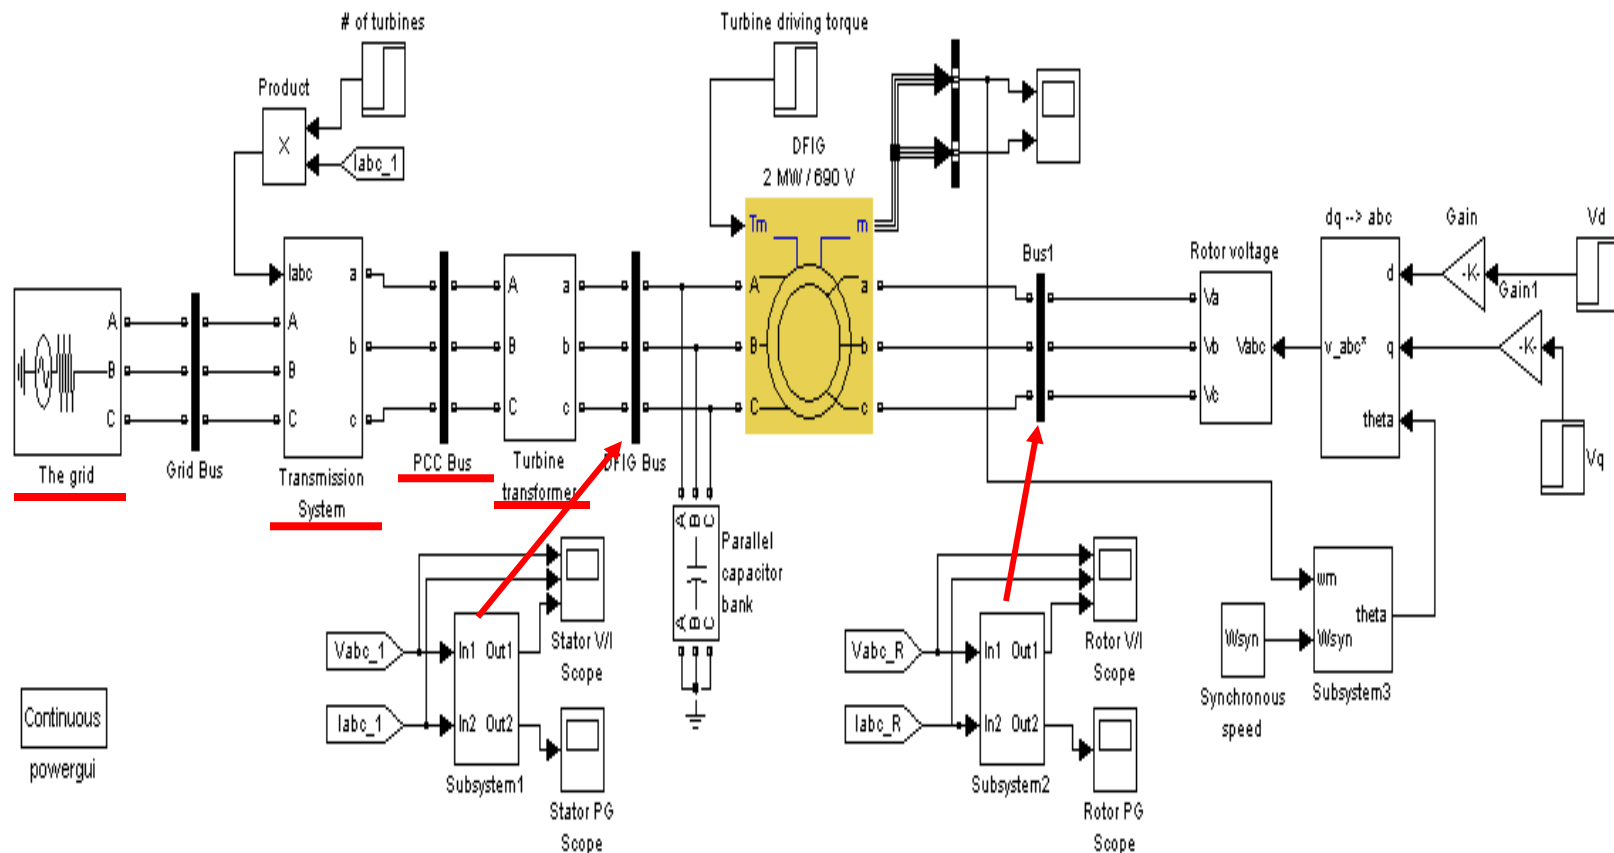 # of turbines
Turbine driving torque
Product
X
Iabc_1
DFIG
2 MW / 690 V
Tm
m
A
B
C
a
b
c
dq --> abc
Gain
Vd
Bus1
Rotor voltage
d
-K-
Gain1
Iabc
a
b
c
A
B
C
A
B
C
a
b
c
A
B
C
Va
Vb
Vc
Vabc
v_abc*
q
-K-
theta
The grid
Grid Bus
Transmission
System
PCC Bus
Turbine
transformer
DFIG Bus
Vq
A
B
C
A
B
C
Parallel
capacitor
bank
Vabc_1
Iabc_1
In1
Out1
In2
Out2
Subsystem1
Stator V/I
Scope
Stator PG
Scope
Vabc_R
Iabc_R
In1
Out1
In2
Out2
Subsystem2
Rotor V/I
Scope
Rotor PG
Scope
Wsyn
Synchronous
speed
wm
theta
Wsyn
Subsystem3
Continuous
powergui